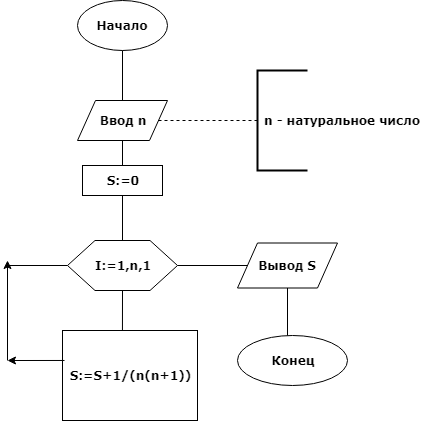 Начало
Ввод n
n - натуральное число
S:=0
I:=1,n,1
Вывод S
S:=S+1/(n(n+1))
Конец